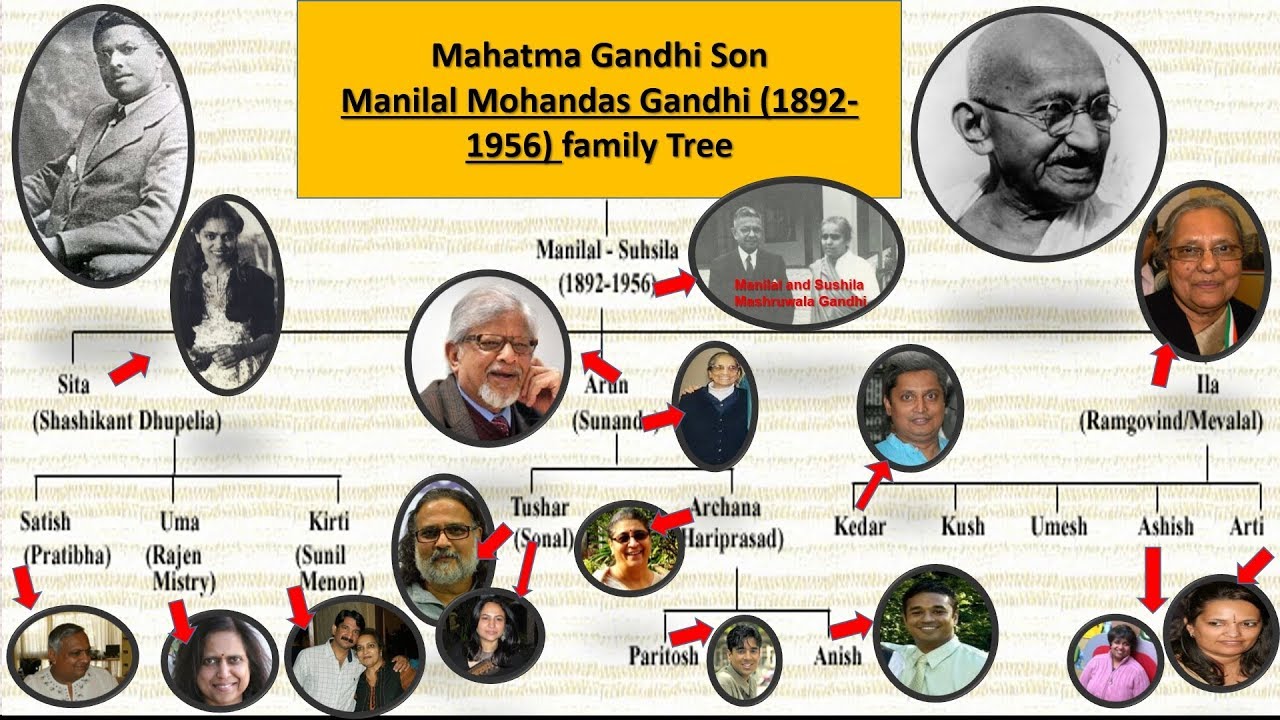 Mahatma Gandhi Son
Manilal Mohandas Gandhi (1892-
1956) family Tree
Manilal - Suhsila
(1892-1956)
Manilal and Sushila
Mashruwala Gandhi
Sita
(Shashikant Dhupelia)
Arun
(Sunand
Ila
(Ramgovind/Mevalal)
Satish
(Pratibha)
Uma
(Rajen
Mistry)
Kirti
(Sunil
Menon)
Tushar
(Sonal)
Archana
(Hariprasad)
Kedar
Kush
Umesh
Ashish
Arti
Paritosh
Anish